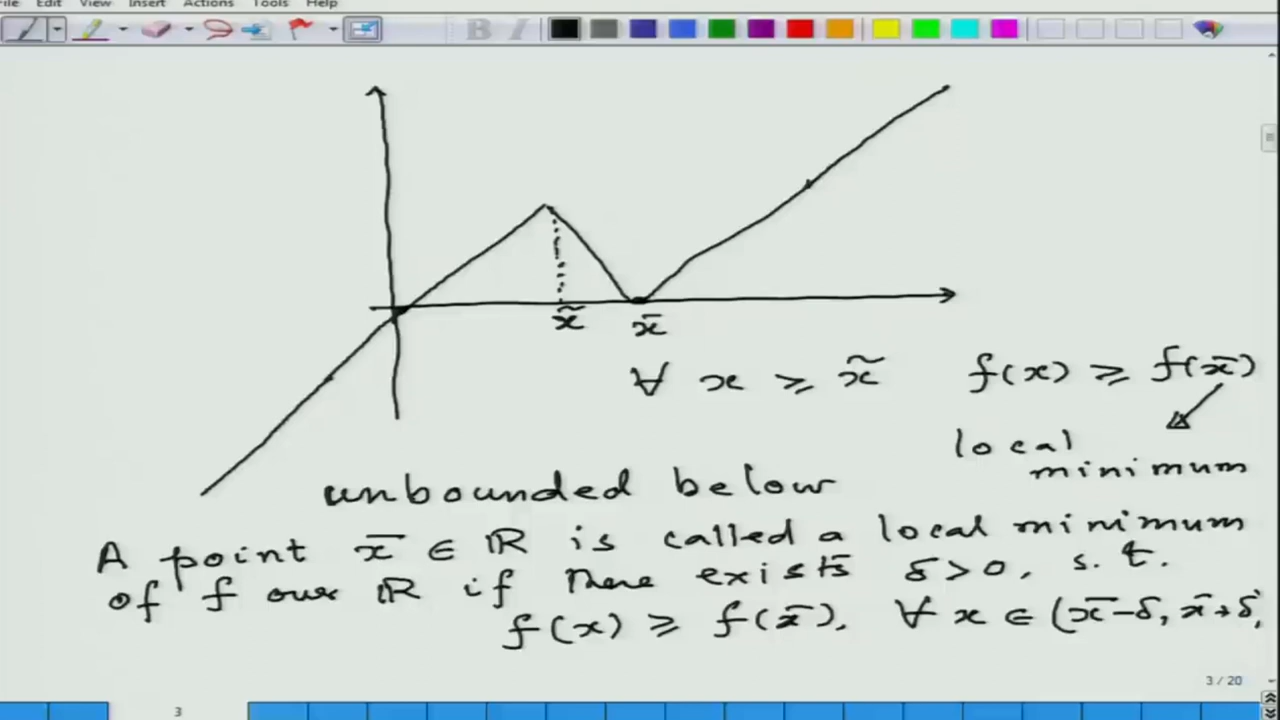 File Edit View Insert Actions Tools Help
B I
x̃ x̄
∀ x ≥ x̃ f(x) ≥ f(x̄)
local
minimum
unbounded below
A point x̄ ∈ ℝ is called a local minimum
of f over ℝ if there exists δ > 0, s. t.
f(x) ≥ f(x̄), ∀ x ∈ (x̄-δ, x̄+δ,
3 / 20
3